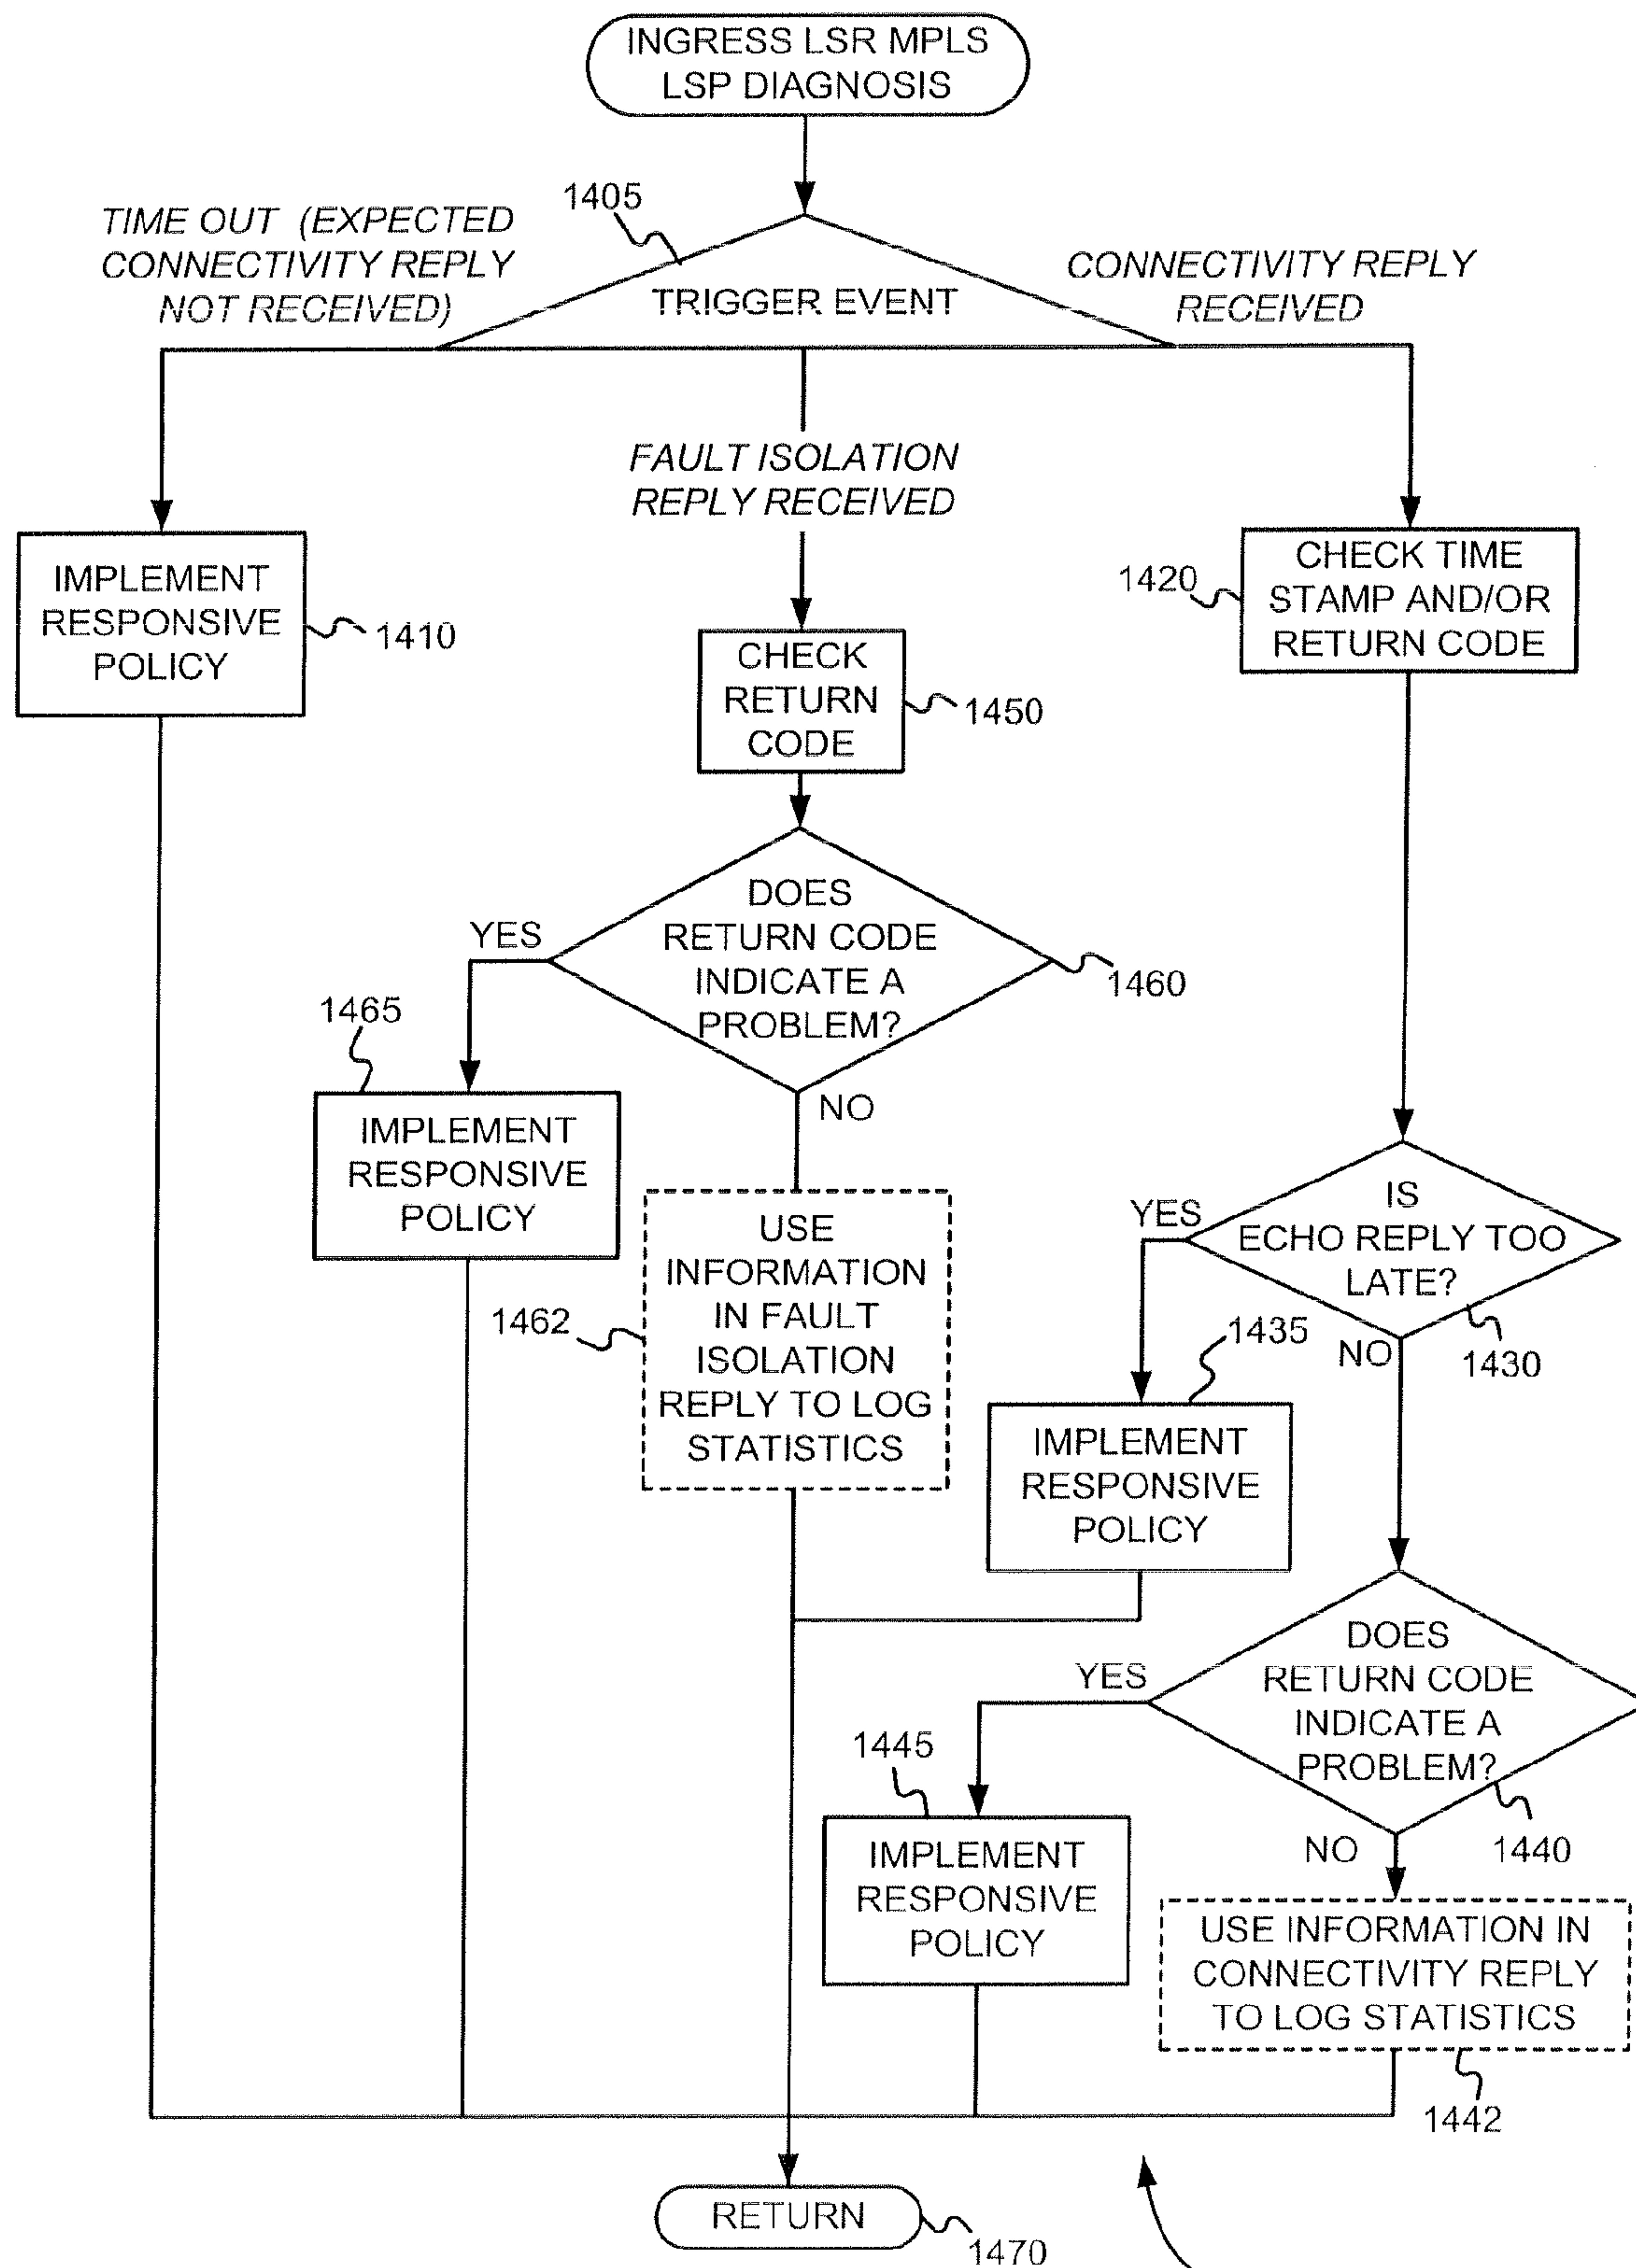 INGRESS LSR MPLS
LSP DIAGNOSIS
1405
TIME OUT (EXPECTED
CONNECTIVITY REPLY
NOT RECEIVED)
TRIGGER EVENT
CONNECTIVITY REPLY
RECEIVED
FAULT ISOLATION
REPLY RECEIVED
IMPLEMENT
RESPONSIVE
POLICY
1410
CHECK
RETURN
CODE
1450
1420
CHECK TIME
STAMP AND/OR
RETURN CODE
DOES
RETURN CODE
INDICATE A
PROBLEM?
YES
1460
NO
1465
IMPLEMENT
RESPONSIVE
POLICY
1462
USE
INFORMATION
IN FAULT
ISOLATION
REPLY TO LOG
STATISTICS
IS
ECHO REPLY TOO
LATE?
YES
NO
1430
1435
IMPLEMENT
RESPONSIVE
POLICY
DOES
RETURN CODE
INDICATE A
PROBLEM?
YES
NO
1440
1445
IMPLEMENT
RESPONSIVE
POLICY
USE INFORMATION IN
CONNECTIVITY REPLY
TO LOG STATISTICS
1442
RETURN
1470